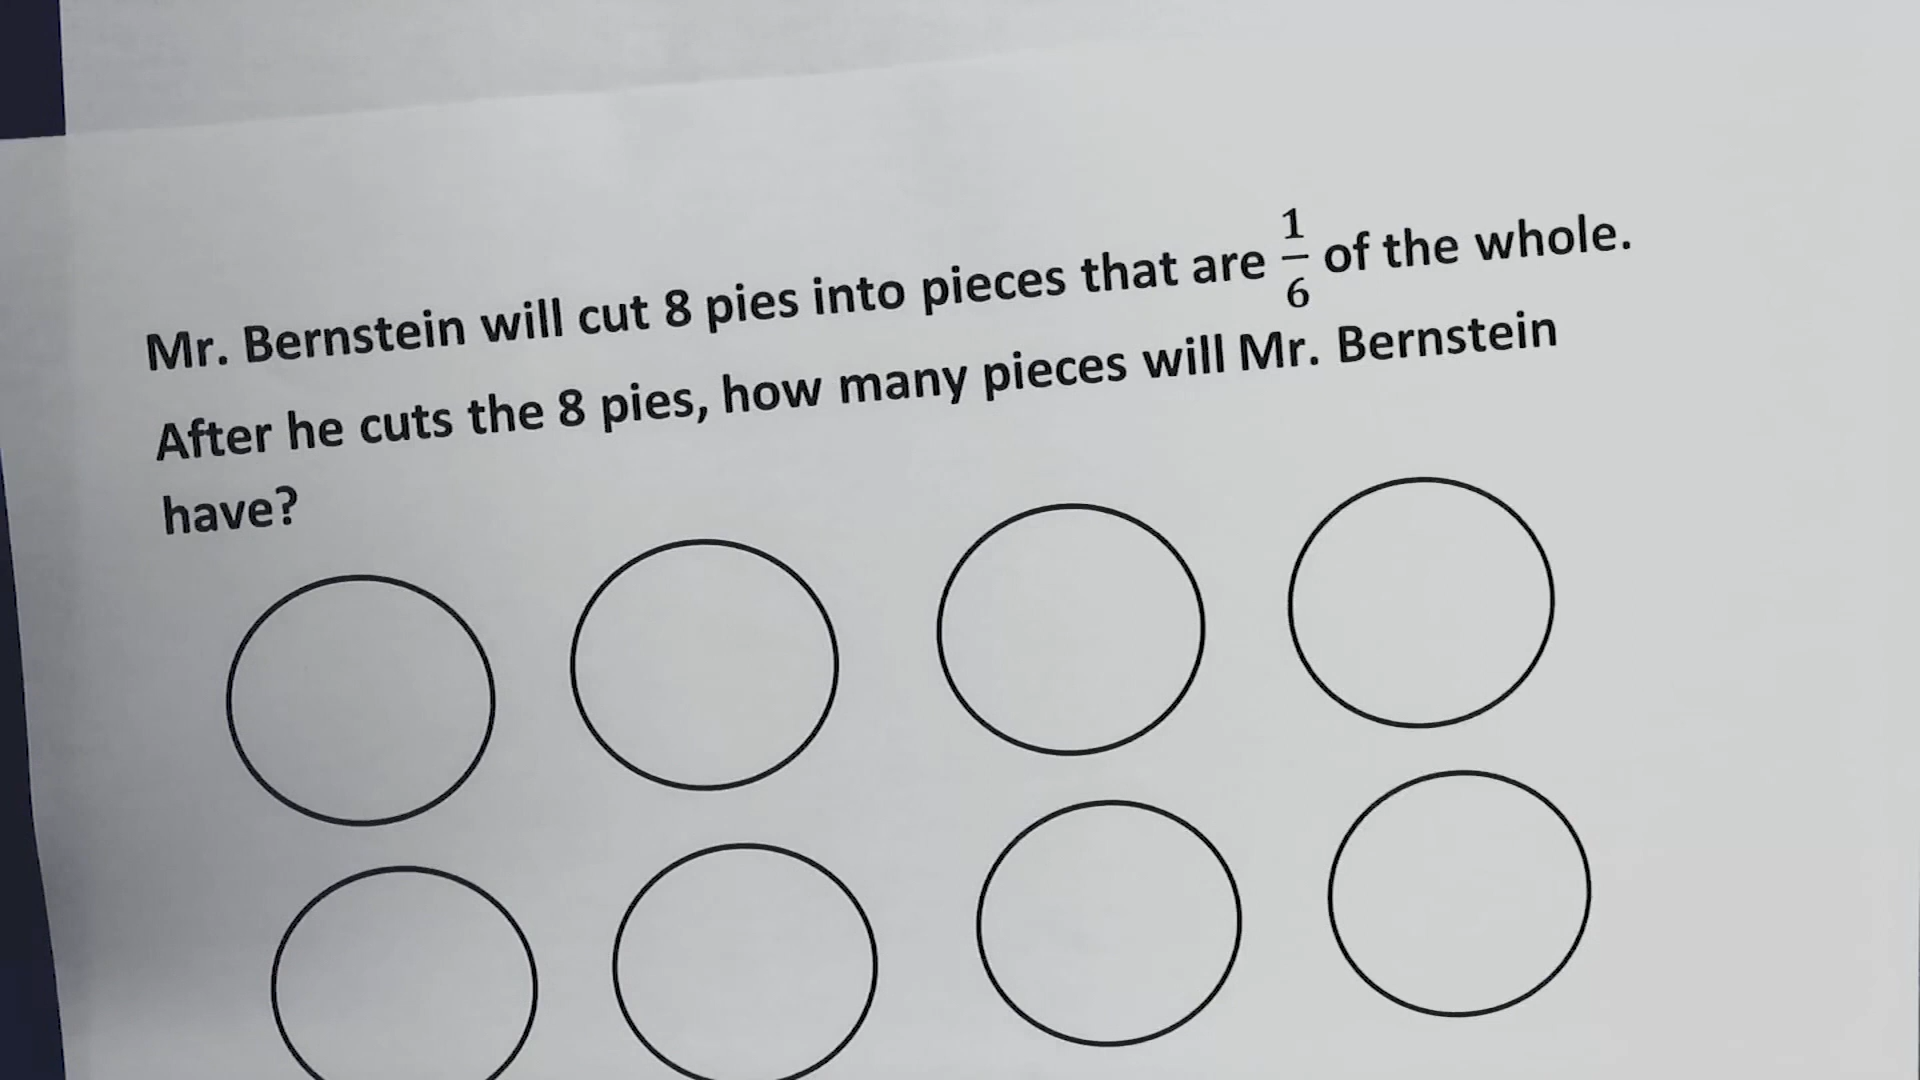 Mr. Bernstein will cut 8 pies into pieces that are 1/6 of the whole.
After he cuts the 8 pies, how many pieces will Mr. Bernstein
have?